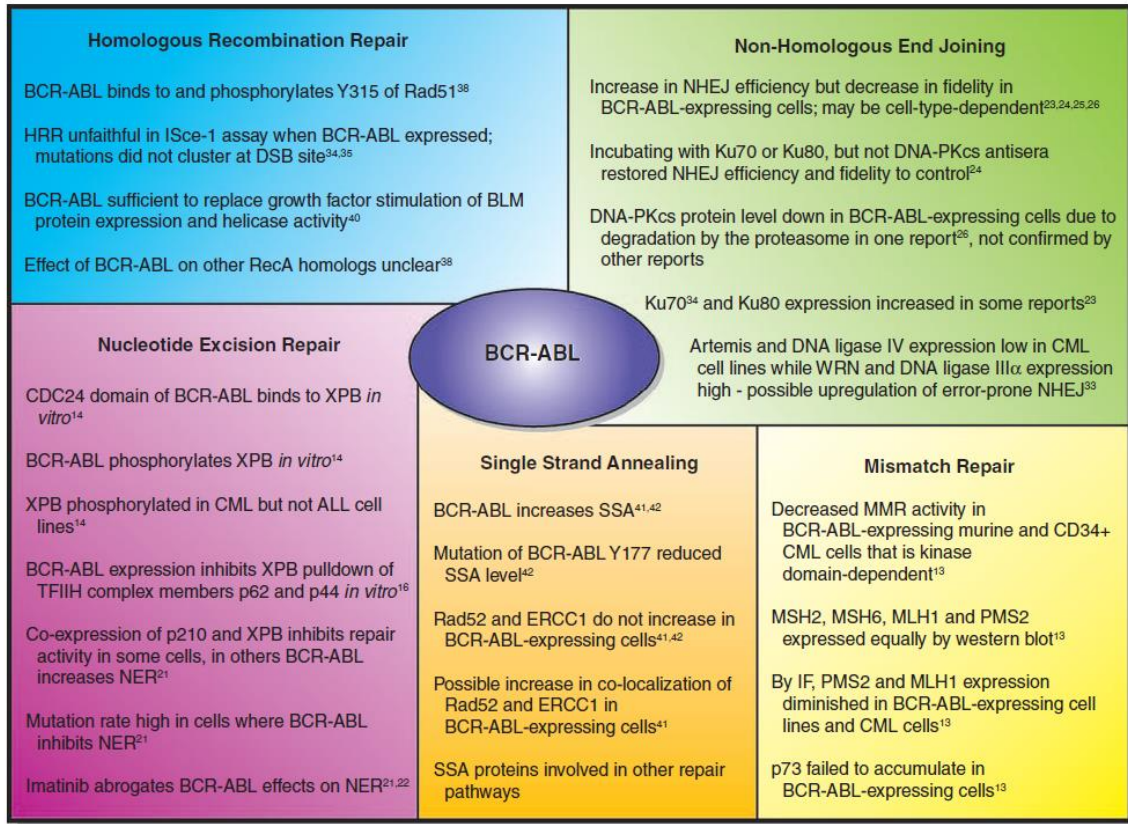 Homologous Recombination Repair
BCR-ABL binds to and phosphorylates Y315 of Rad51³⁸
HRR unfaithful in ISce-1 assay when BCR-ABL expressed;
mutations did not cluster at DSB site³⁴,³⁵
BCR-ABL sufficient to replace growth factor stimulation of BLM
protein expression and helicase activity⁴⁰
Effect of BCR-ABL on other RecA homologs unclear³⁸
Non-Homologous End Joining
Increase in NHEJ efficiency but decrease in fidelity in
BCR-ABL-expressing cells; may be cell-type-dependent²³,²⁴,²⁵,²⁶
Incubating with Ku70 or Ku80, but not DNA-PKcs antisera
restored NHEJ efficiency and fidelity to control²⁴
DNA-PKcs protein level down in BCR-ABL-expressing cells due to
degradation by the proteasome in one report²⁶, not confirmed by
other reports
Ku70³⁴ and Ku80 expression increased in some reports²³
Artemis and DNA ligase IV expression low in CML
cell lines while WRN and DNA ligase IIIα expression
high - possible upregulation of error-prone NHEJ³³
BCR-ABL
Nucleotide Excision Repair
CDC24 domain of BCR-ABL binds to XPB in
vitro¹⁴
BCR-ABL phosphorylates XPB in vitro¹⁴
XPB phosphorylated in CML but not ALL cell
lines¹⁴
BCR-ABL expression inhibits XPB pulldown of
TFIIH complex members p62 and p44 in vitro¹⁶
Co-expression of p210 and XPB inhibits repair
activity in some cells, in others BCR-ABL
increases NER²¹
Mutation rate high in cells where BCR-ABL
inhibits NER²¹
Imatinib abrogates BCR-ABL effects on NER²¹,²²
Single Strand Annealing
BCR-ABL increases SSA⁴¹,⁴²
Mutation of BCR-ABL Y177 reduced
SSA level⁴²
Rad52 and ERCC1 do not increase in
BCR-ABL-expressing cells⁴¹,⁴²
Possible increase in co-localization of
Rad52 and ERCC1 in
BCR-ABL-expressing cells⁴¹
SSA proteins involved in other repair
pathways
Mismatch Repair
Decreased MMR activity in
BCR-ABL-expressing murine and CD34+
CML cells that is kinase
domain-dependent¹³
MSH2, MSH6, MLH1 and PMS2
expressed equally by western blot¹³
By IF, PMS2 and MLH1 expression
diminished in BCR-ABL-expressing cell
lines and CML cells¹³
p73 failed to accumulate in
BCR-ABL-expressing cells¹³